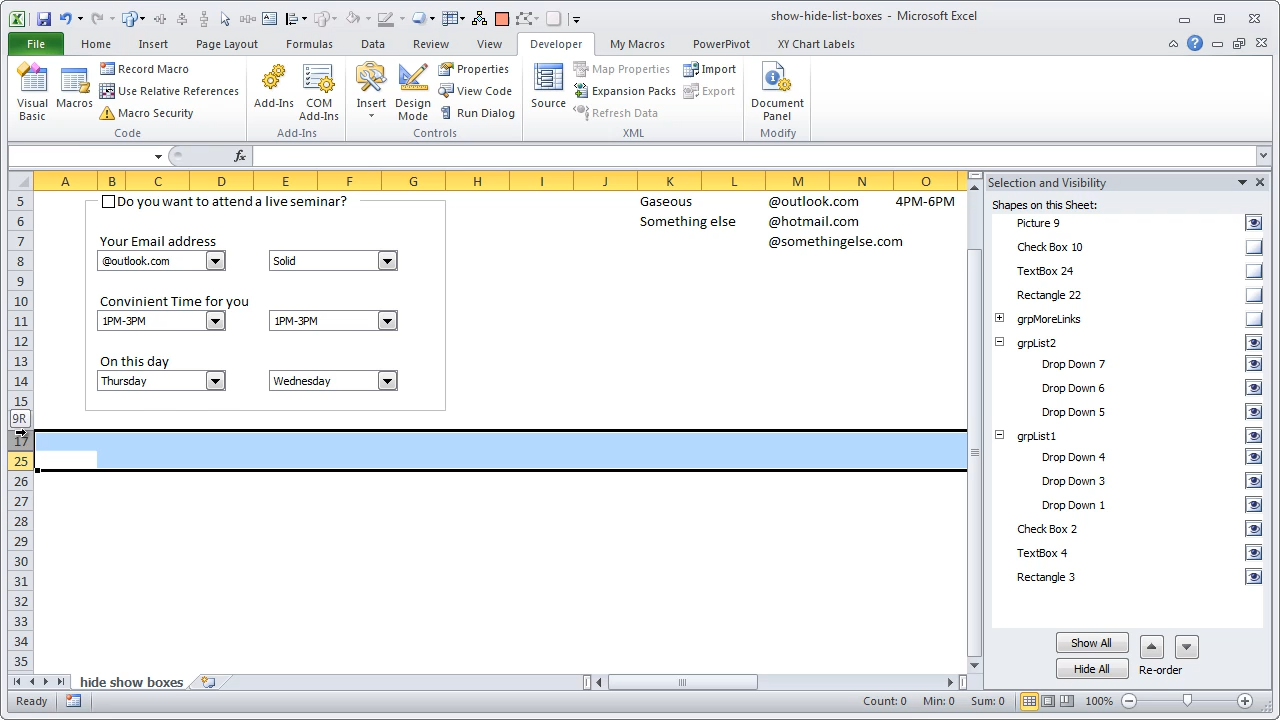 show-hide-list-boxes - Microsoft Excel
File Home Insert Page Layout Formulas Data Review View Developer My Macros PowerPoint XY Chart Labels
Visual Basic
Macros
Record Macro
Use Relative References
Macro Security
Code
Add-Ins
COM Add-Ins
Add-Ins
Insert
Design Mode
Properties
View Code
Run Dialog
Controls
Source
Map Properties
Expansion Packs
Refresh Data
Import
Export
XML
Document Panel
Modify
fx
A B C D E F G H I J K L M N O
5 Do you want to attend a live seminar? Gaseous @outlook.com 4PM-6PM
6 Something else @hotmail.com
7 Your Email address @somethingelse.com
8 @outlook.com Solid
9
10 Convinient Time for you
11 1PM-3PM 1PM-3PM
12
13 On this day
14 Thursday Wednesday
15
9R
17
25
26
27
28
29
30
31
32
33
34
35
Selection and Visibility
Shapes on this Sheet:
Picture 9
Check Box 10
TextBox 24
Rectangle 22
grpMoreLinks
grpList2
Drop Down 7
Drop Down 6
Drop Down 5
grpList1
Drop Down 4
Drop Down 3
Drop Down 1
Check Box 2
TextBox 4
Rectangle 3
Show All
Hide All
Re-order
hide show boxes
Ready Count: 0 Min: 0 Sum: 0 100%